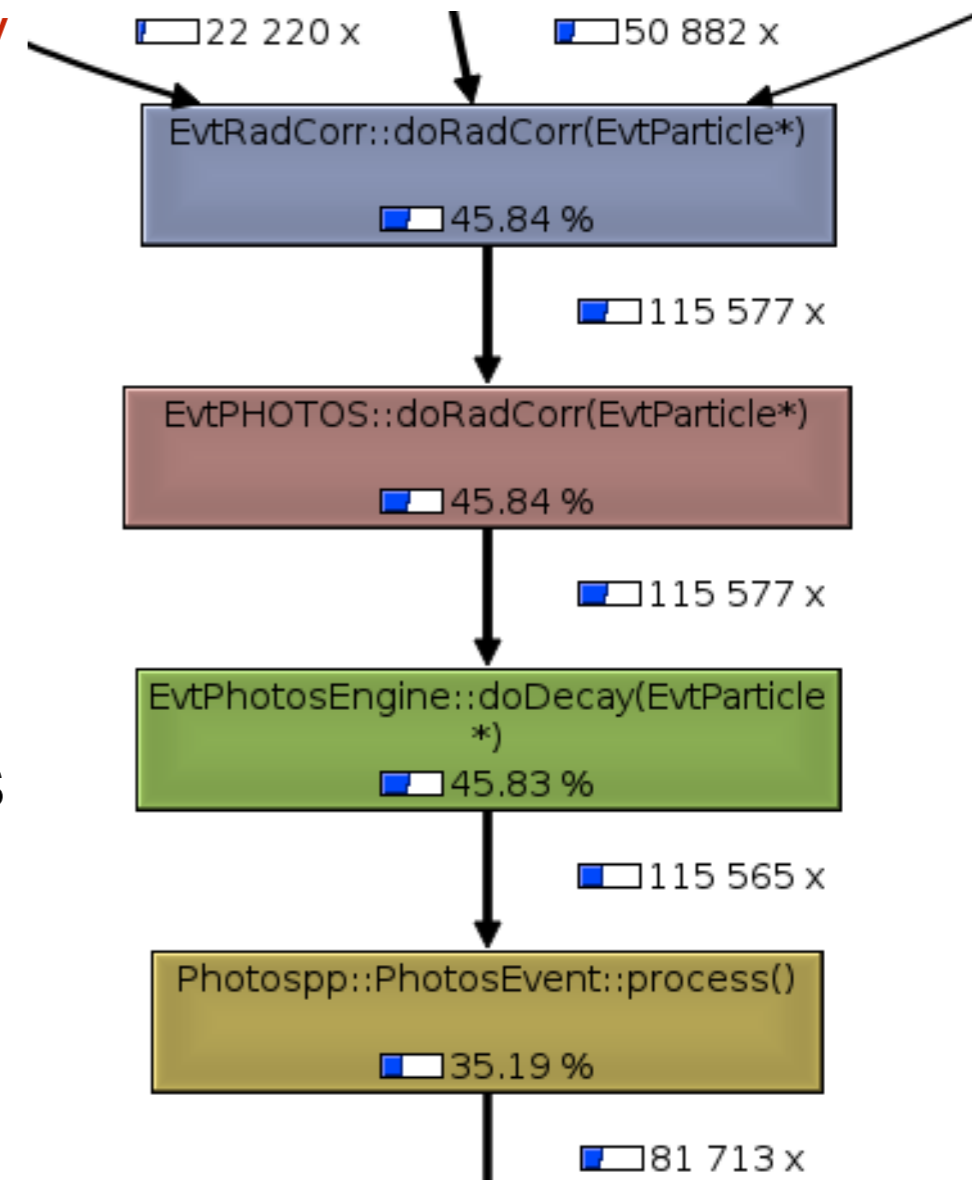 22 220 x
50 882 x
EvtRadCorr::doRadCorr(EvtParticle*)
45.84 %
115 577 x
EvtPHOTOS::doRadCorr(EvtParticle*)
45.84 %
115 577 x
EvtPhotosEngine::doDecay(EvtParticle
*)
45.83 %
115 565 x
Photospp::PhotosEvent::process()
35.19 %
81 713 x